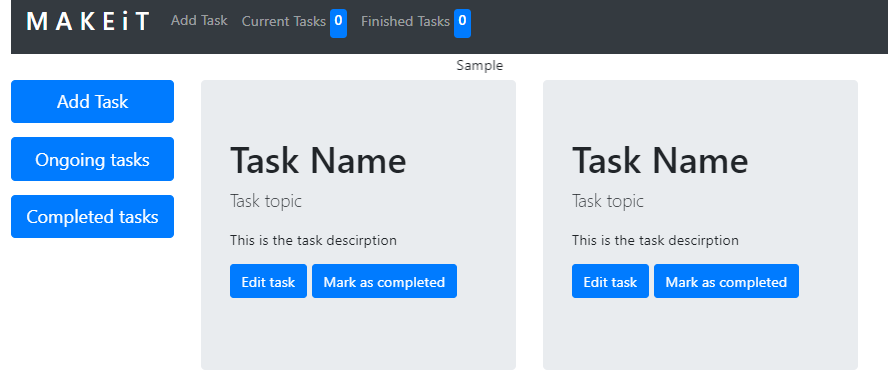 MAKEiT Add Task Current Tasks 0 Finished Tasks 0
Sample
Add Task
Ongoing tasks
Completed tasks
Task Name
Task topic
This is the task descirption
Edit task Mark as completed
Task Name
Task topic
This is the task descirption
Edit task Mark as completed